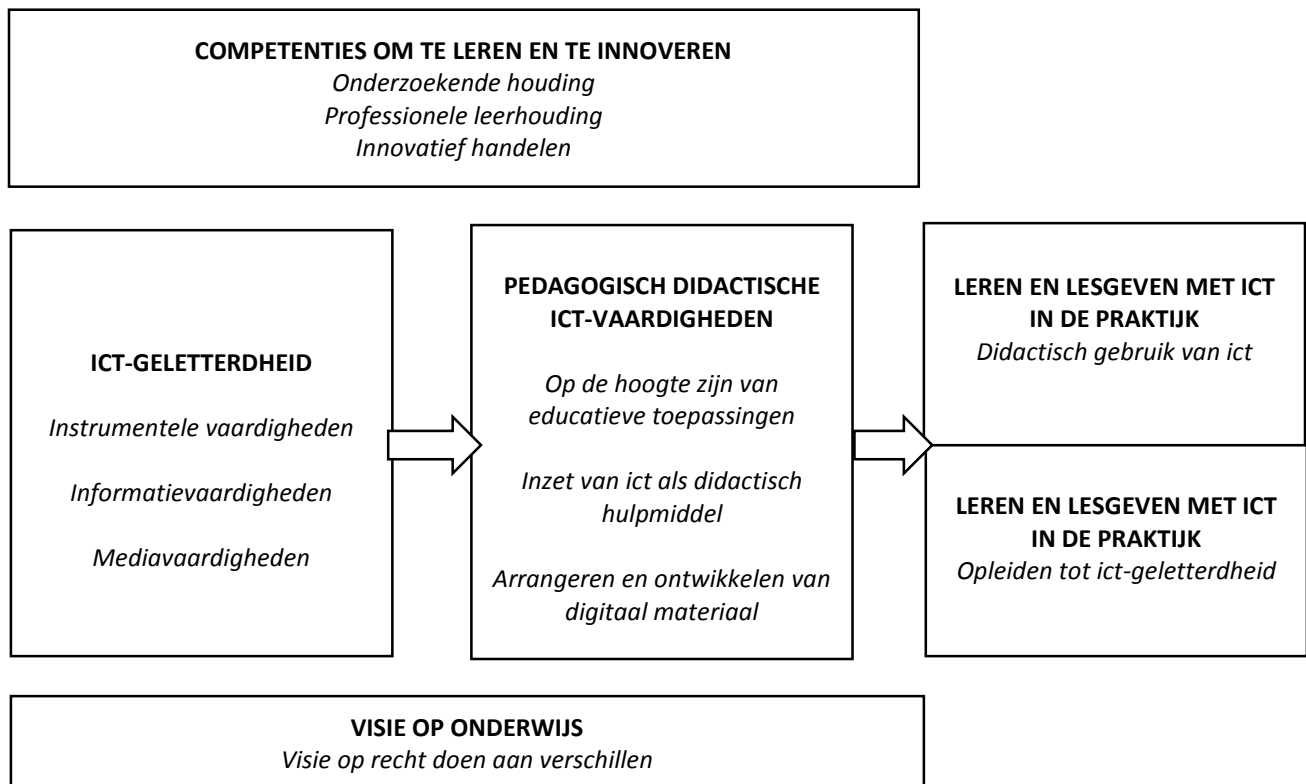 COMPETENTIES OM TE LEREN EN TE INNOVEREN
Onderzoekende houding
Professionele leerhouding
Innovatief handelen
ICT-GELETTERDHEID
Instrumentele vaardigheden
Informatievaardigheden
Mediavaardigheden
PEDAGOGISCH DIDACTISCHE
ICT-VAARDIGHEDEN
Op de hoogte zijn van
educatieve toepassingen
Inzet van ict als didactisch
hulpmiddel
Arrangeren en ontwikkelen van
digitaal materiaal
LEREN EN LESGEVEN MET ICT
IN DE PRAKTIJK
Didactisch gebruik van ict
LEREN EN LESGEVEN MET ICT
IN DE PRAKTIJK
Opleiden tot ict-geletterdheid
VISIE OP ONDERWIJS
Visie op recht doen aan verschillen